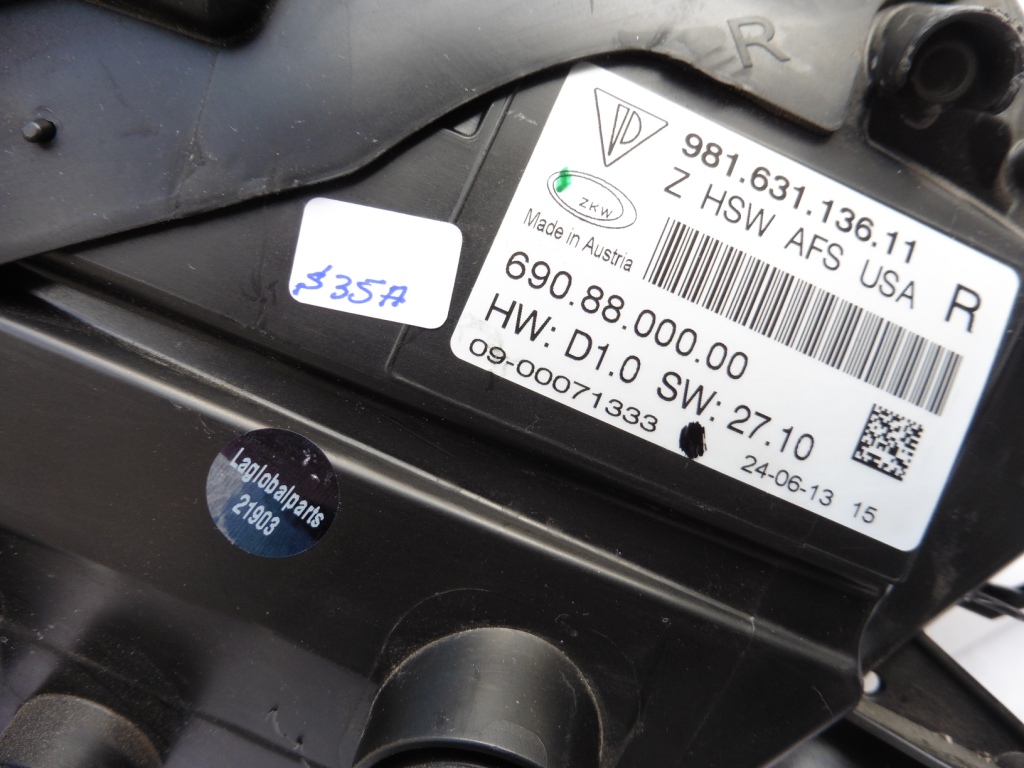 R
981.631.136.11
Z HSW AFS USA
ZKW
Made in Austria
R
690.88.000.00
HW: D1.0 SW: 27.10
09-00071333
24-06-13 15
Laglobalparts
21903